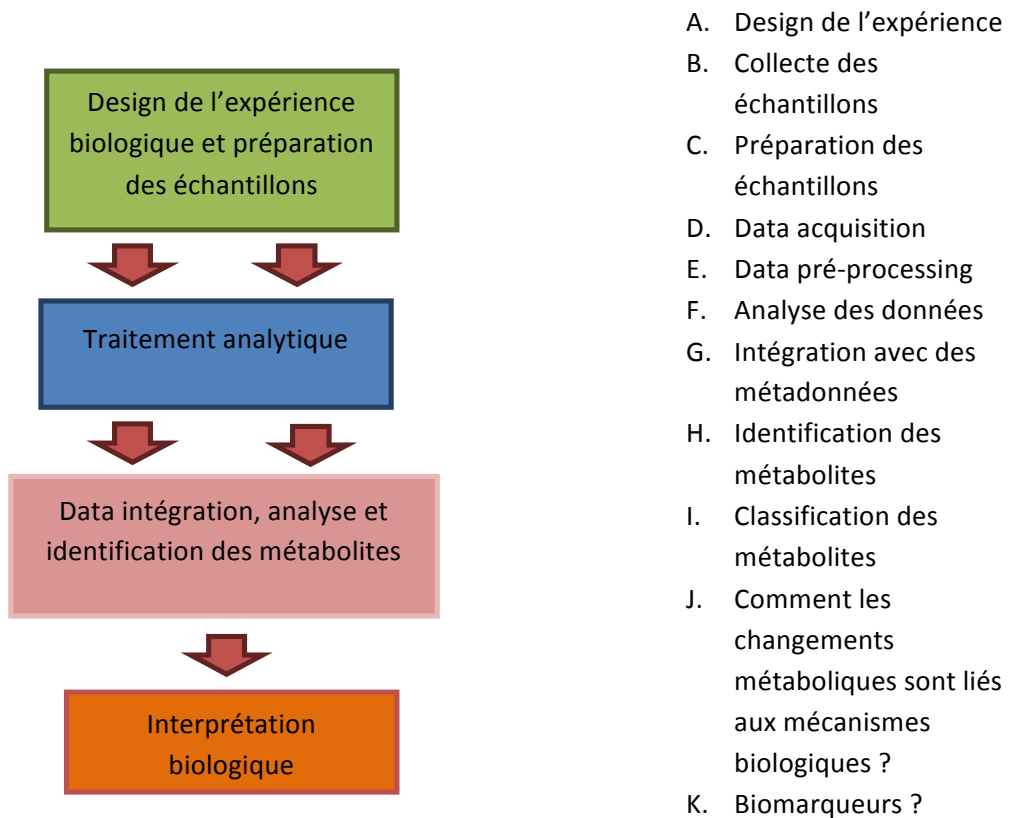 Design de l’expérience
biologique et préparation
des échantillons
Traitement analytique
Data intégration, analyse et
identification des métabolites
Interprétation
biologique
A. Design de l’expérience
B. Collecte des
échantillons
C. Préparation des
échantillons
D. Data acquisition
E. Data pré-processing
F. Analyse des données
G. Intégration avec des
métadonnées
H. Identification des
métabolites
I. Classification des
métabolites
J. Comment les
changements
métaboliques sont liés
aux mécanismes
biologiques ?
K. Biomarqueurs ?